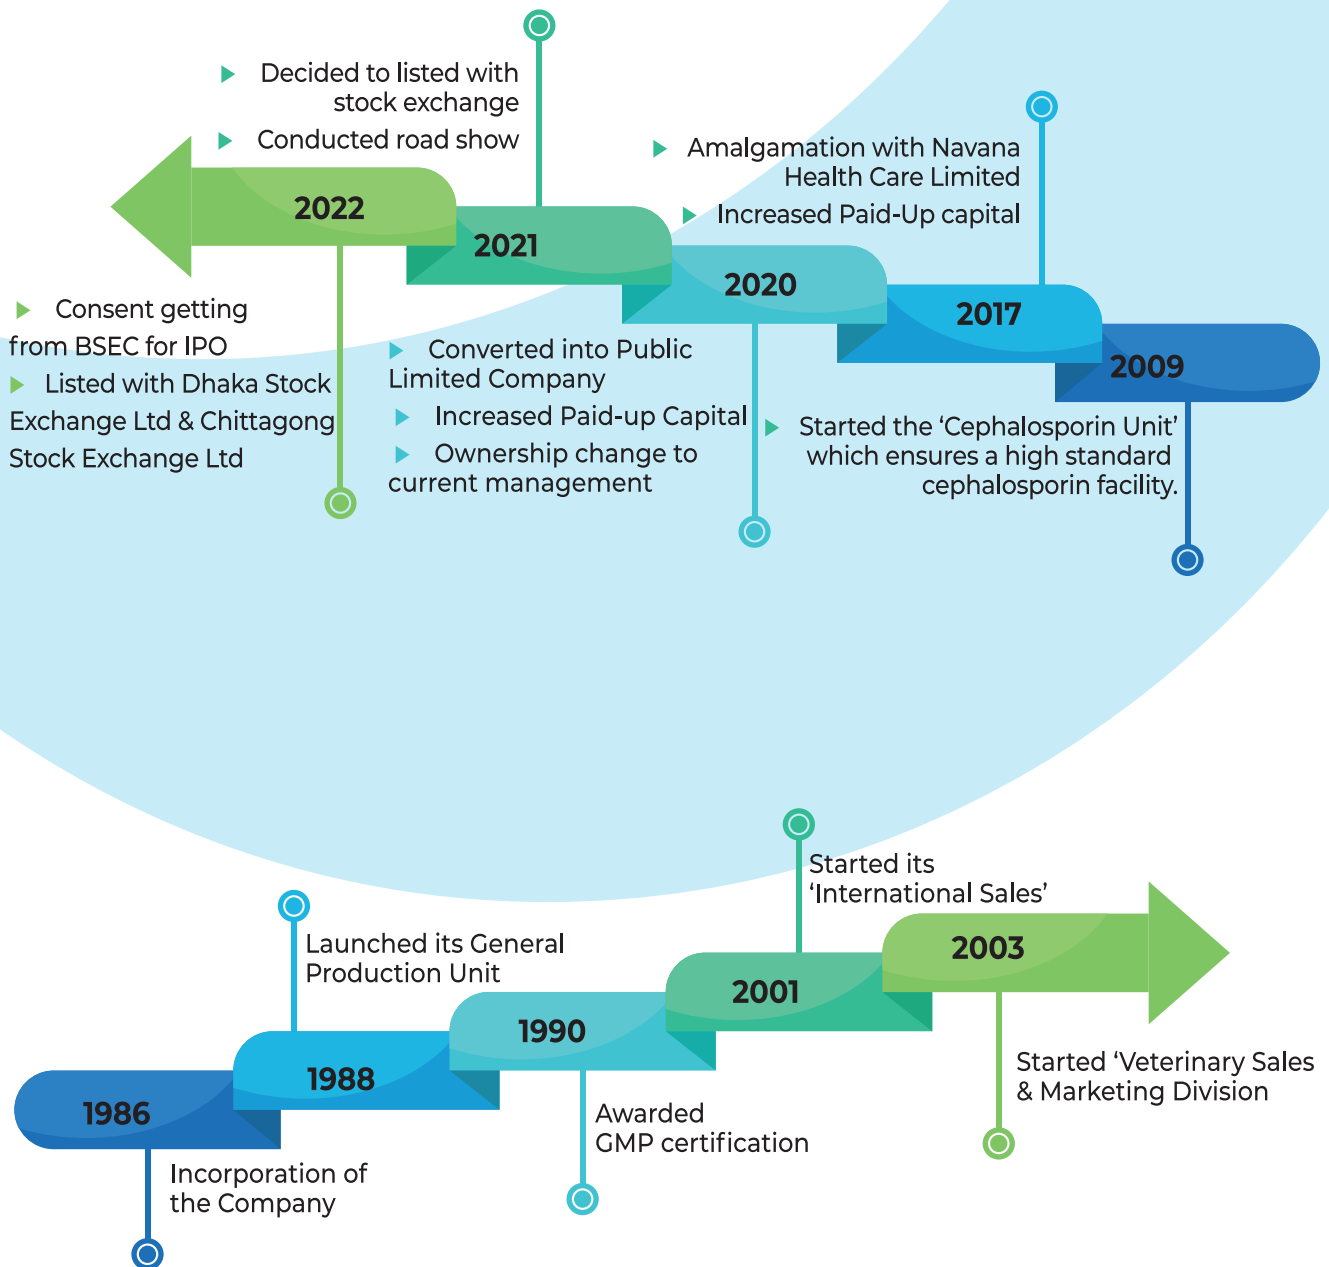 Decided to listed with
stock exchange
Conducted road show
Amalgamation with Navana
Health Care Limited
Increased Paid-Up capital
2022
2021
2020
2017
2009
Consent getting
from BSEC for IPO
Listed with Dhaka Stock
Exchange Ltd & Chittagong
Stock Exchange Ltd
Converted into Public
Limited Company
Increased Paid-up Capital
Ownership change to
current management
Started the ‘Cephalosporin Unit’
which ensures a high standard
cephalosporin facility.
Started its
‘International Sales’
Launched its General
Production Unit
2003
2001
1990
1988
1986
Started ‘Veterinary Sales
& Marketing Division
Awarded
GMP certification
Incorporation of
the Company